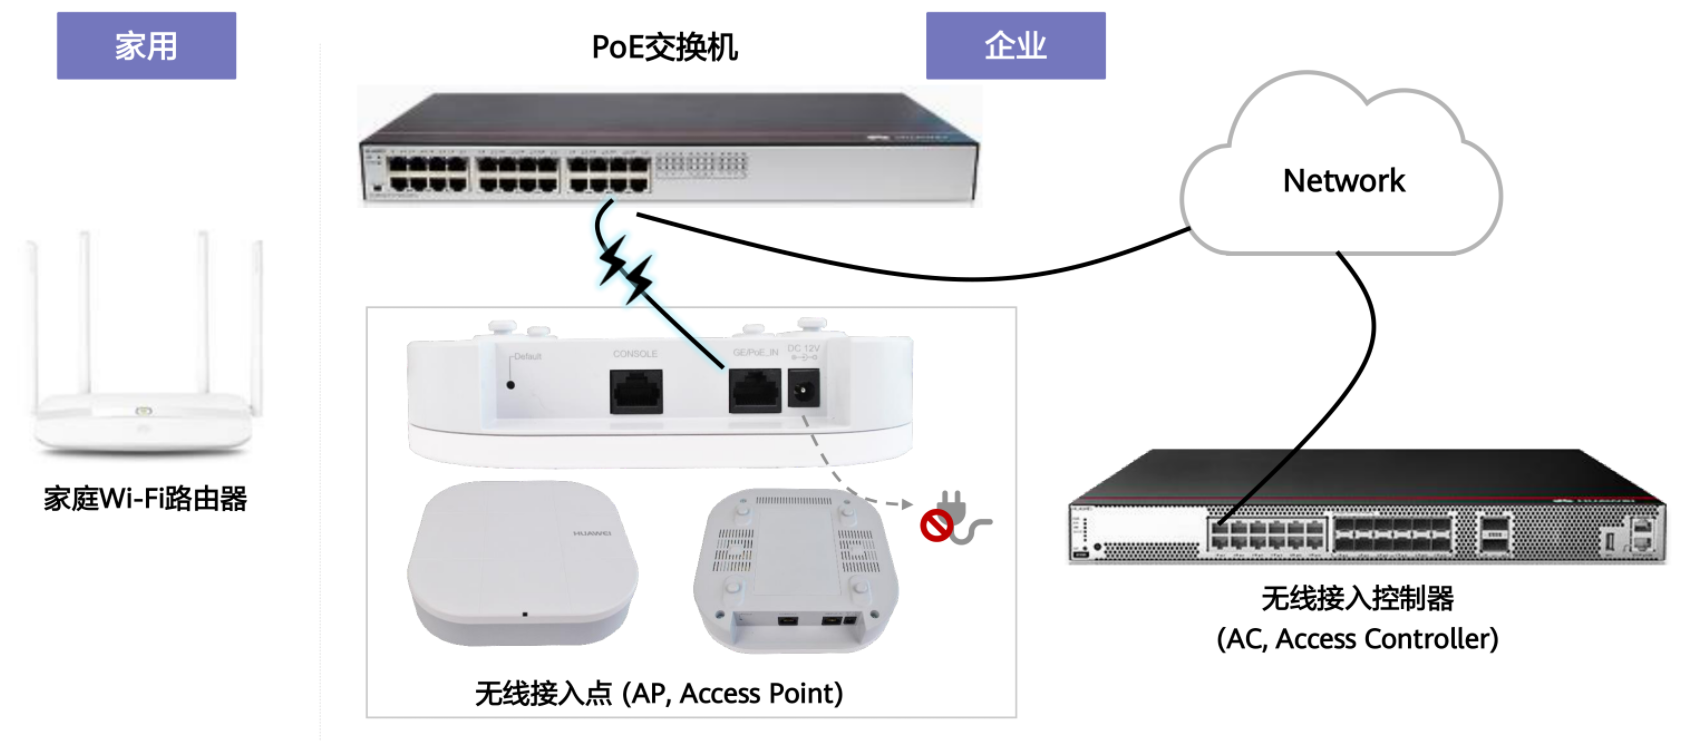 家用
PoE交换机
企业
Network
Default
CONSOLE
GE/PoE_IN
DC 12V
HUAWEI
家庭Wi-Fi路由器
HUAWEI
无线接入控制器
(AC, Access Controller)
无线接入点 (AP, Access Point)